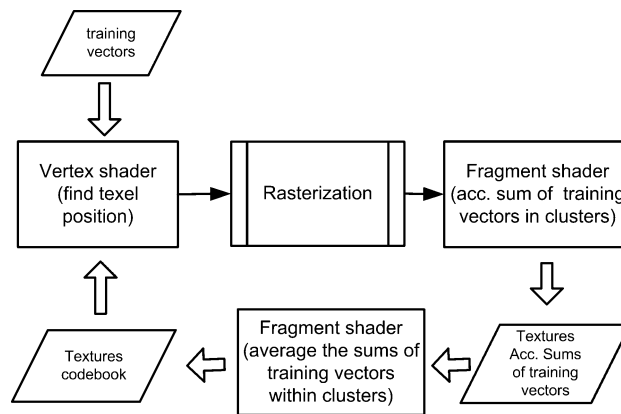 training
vectors
Vertex shader
(find texel
position)
Rasterization
Fragment shader
(acc. sum of training
vectors in clusters)
Textures
codebook
Fragment shader
(average the sums of
training vectors
within clusters)
Textures
Acc. Sums
of training
vectors